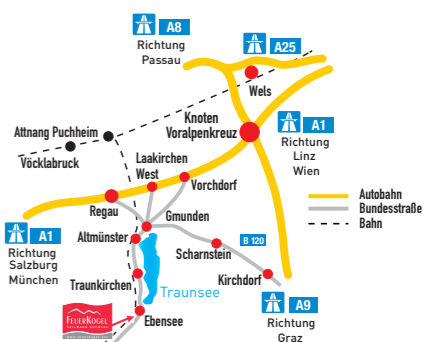 A8
Richtung
Passau
A25
Wels
Knoten
Voralpenkreuz
A1
Richtung
Linz
Wien
Attnang Puchheim
Vöcklabruck
Laakirchen
West
Vorchdorf
Regau
Gmunden
Autobahn
Bundesstraße
Bahn
A1
Richtung
Salzburg
München
Altmünster
B 120
Scharnstein
Traunkirchen
Traunsee
Kirchdorf
FEUERKOGEL
Ebensee
A9
Richtung
Graz